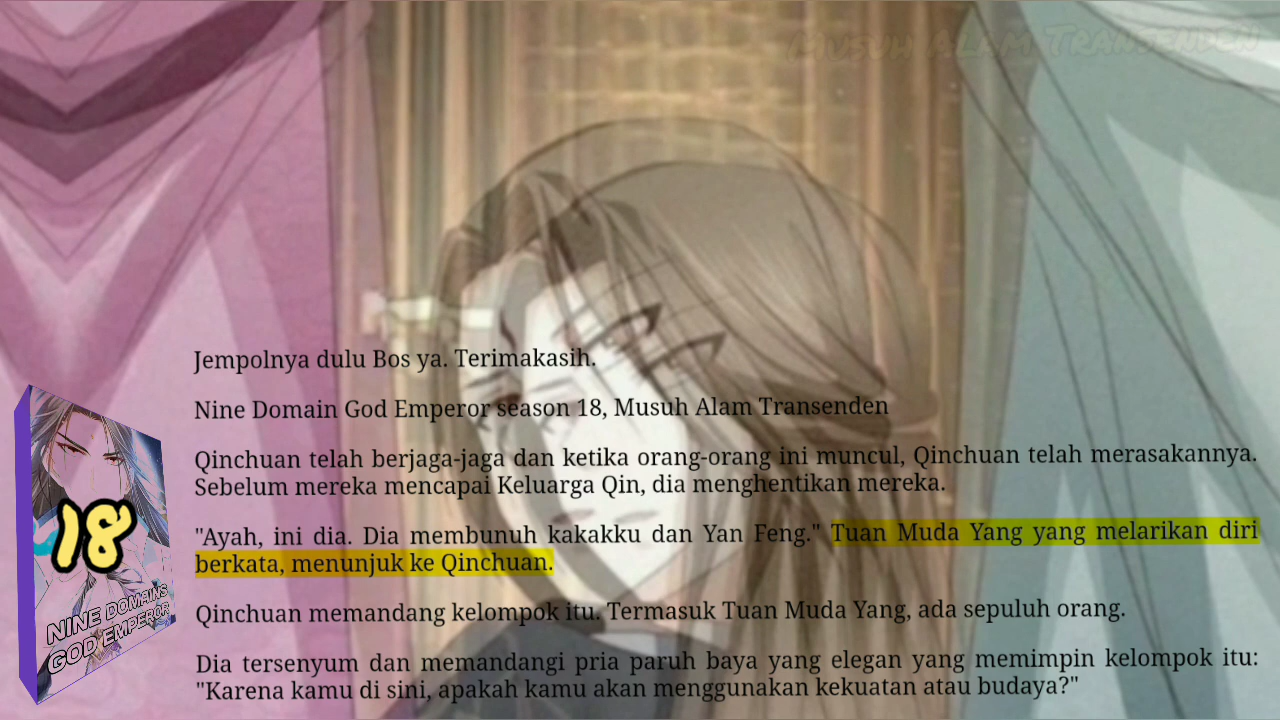 Musuh Alam Transenden
Jempolnya dulu Bos ya. Terimakasih.
Nine Domain God Emperor season 18, Musuh Alam Transenden
Qinchuan telah berjaga-jaga dan ketika orang-orang ini muncul, Qinchuan telah merasakannya.
Sebelum mereka mencapai Keluarga Qin, dia menghentikan mereka.
"Ayah, ini dia. Dia membunuh kakakku dan Yan Feng." Tuan Muda Yang yang melarikan diri
berkata, menunjuk ke Qinchuan.
Qinchuan memandang kelompok itu. Termasuk Tuan Muda Yang, ada sepuluh orang.
Dia tersenyum dan memandangi pria paruh baya yang elegan yang memimpin kelompok itu:
"Karena kamu di sini, apakah kamu akan menggunakan kekuatan atau budaya?"
18
NINE DOMAINS
GOD EMPEROR